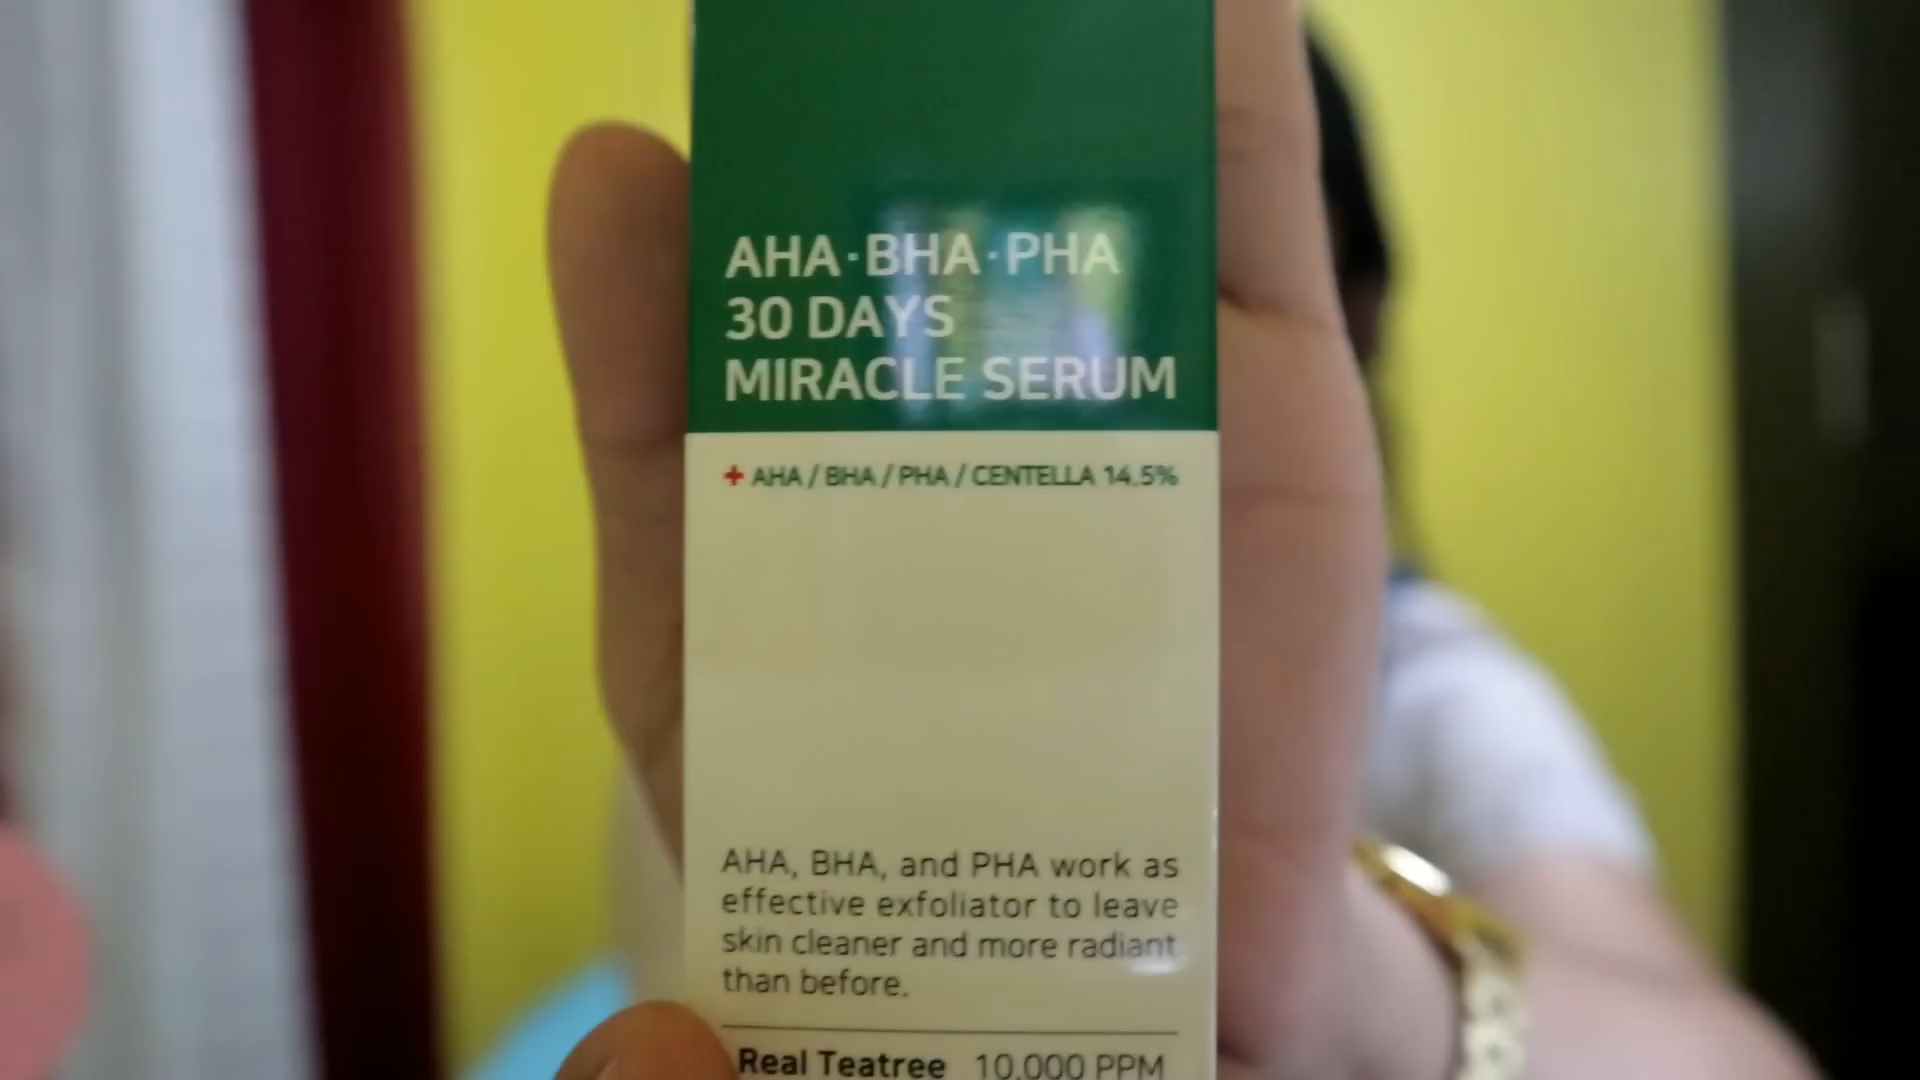 AHA·BHA·PHA
30 DAYS
MIRACLE SERUM
+ AHA / BHA / PHA / CENTELLA 14.5%
AHA, BHA, and PHA work as
effective exfoliator to leave
skin cleaner and more radiant
than before.
Real Teatree 10,000 PPM